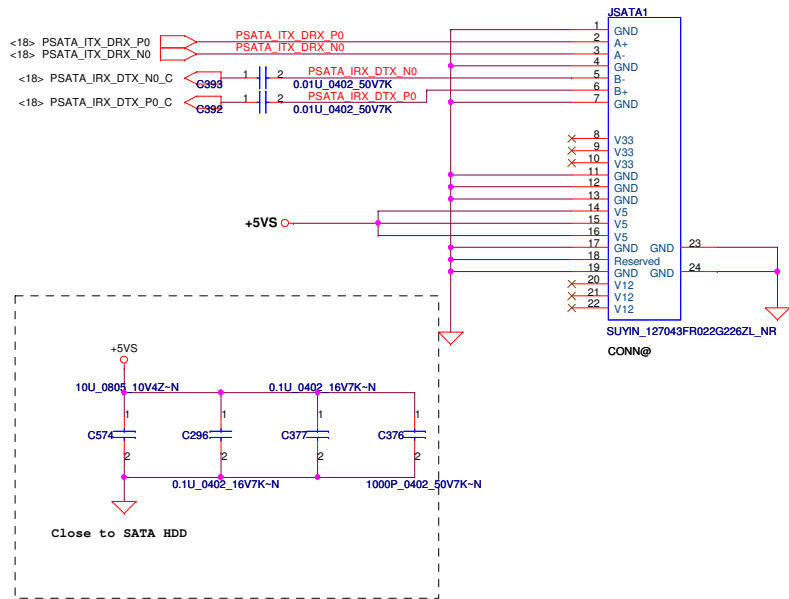 JSATA1
1 GND
<18> PSATA_ITX_DRX_P0 PSATA_ITX_DRX_P0 2 A+
<18> PSATA_ITX_DRX_N0 PSATA_ITX_DRX_N0 3 A-
4 GND
<18> PSATA_IRX_DTX_N0_C 1 2 PSATA_IRX_DTX_N0 5 B-
C393 0.01U_0402_50V7K
6 B+
<18> PSATA_IRX_DTX_P0_C 1 2 PSATA_IRX_DTX_P0 7 GND
C392 0.01U_0402_50V7K
8 V33
9 V33
10 V33
11 GND
12 GND
13 GND
14 V5
+5VS 15 V5
16 V5
17 GND GND 23
18 Reserved
19 GND GND 24
20 V12
21 V12
22 V12
SUYIN_127043FR022G226ZL_NR
CONN@
+5VS
10U_0805_10V4Z~N 0.1U_0402_16V7K~N
1 1 1 1
C574 C296 C377 C376
2 2 2 2
0.1U_0402_16V7K~N 1000P_0402_50V7K~N
Close to SATA HDD